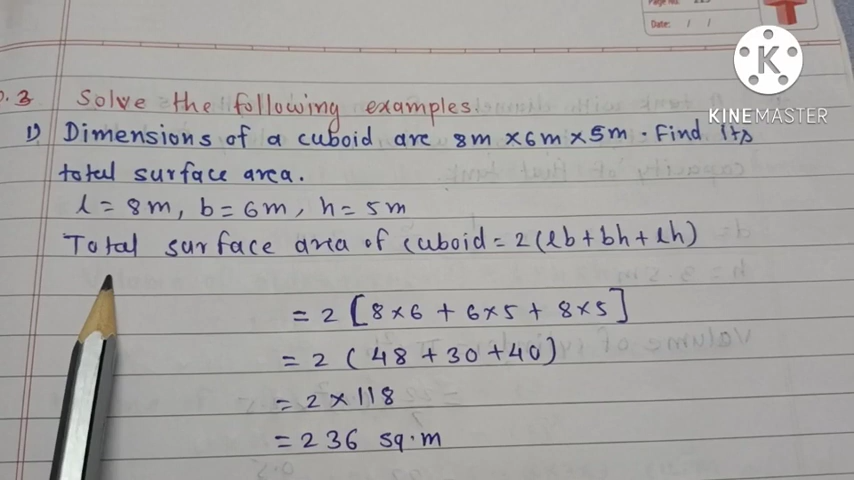 Date: / /
K
KINEMASTER
.3 Solve the following examples.
1) Dimensions of a cuboid are 8m × 6m × 5m. Find its
total surface area.
l = 8m, b = 6m, h = 5m
Total surface area of cuboid = 2(lb + bh + lh)
= 2 [8×6 + 6×5 + 8×5]
= 2 (48 + 30 + 40)
= 2 × 118
= 236 sq.m